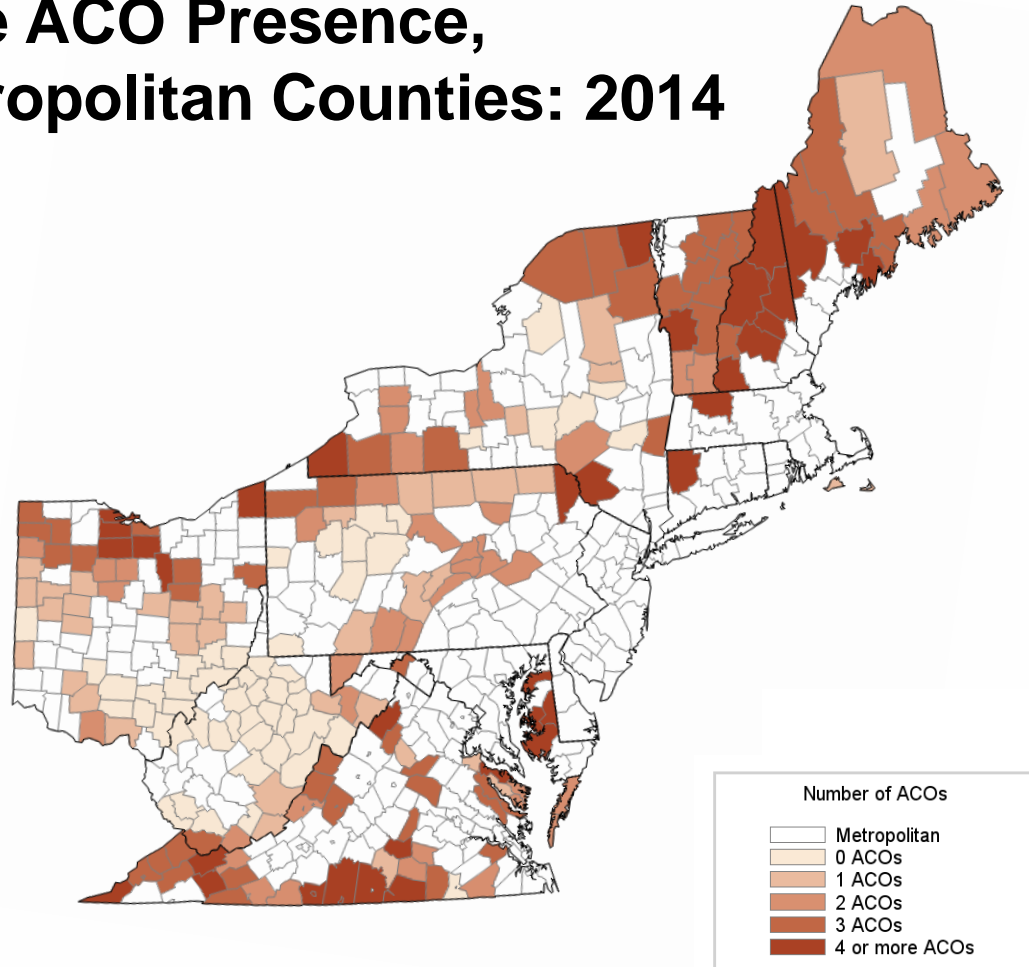 e ACO Presence,
ropolitan Counties: 2014
Number of ACOs
Metropolitan
0 ACOs
1 ACOs
2 ACOs
3 ACOs
4 or more ACOs